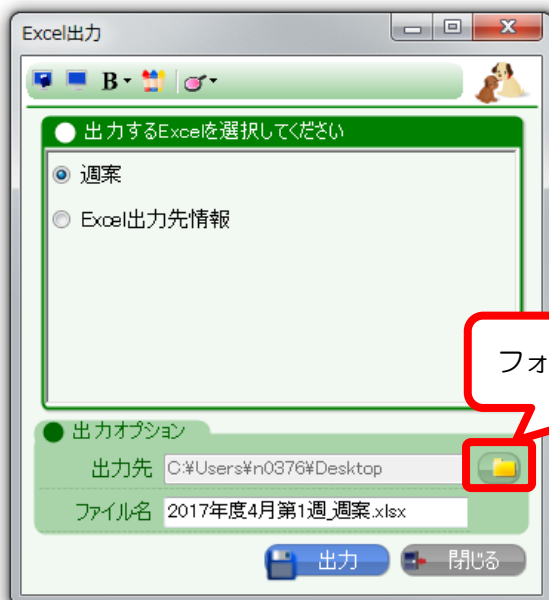 Excel出力
B
出力するExcelを選択してください
週案
Excel出力先情報
フォ
出力オプション
出力先 C:¥Users¥n0376¥Desktop
ファイル名 2017年度4月第1週_週案.xlsx
出力 閉じる